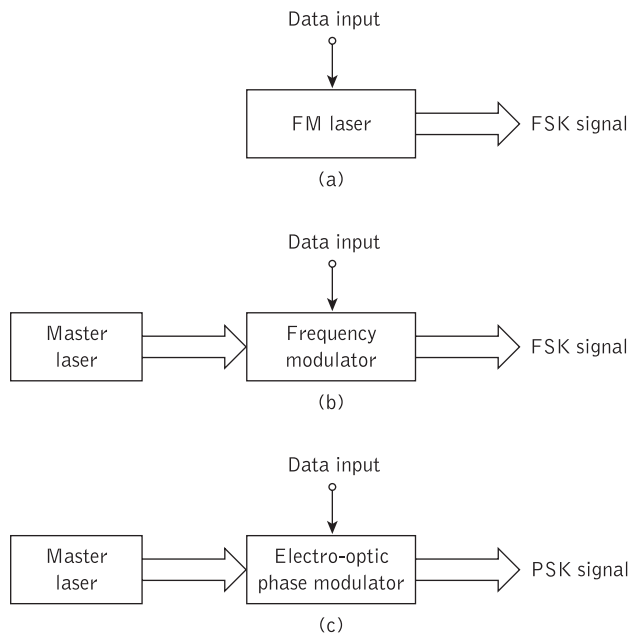 Data input
FM laser
FSK signal
(a)
Data input
Master
laser
Frequency
modulator
FSK signal
(b)
Data input
Master
laser
Electro-optic
phase modulator
PSK signal
(c)